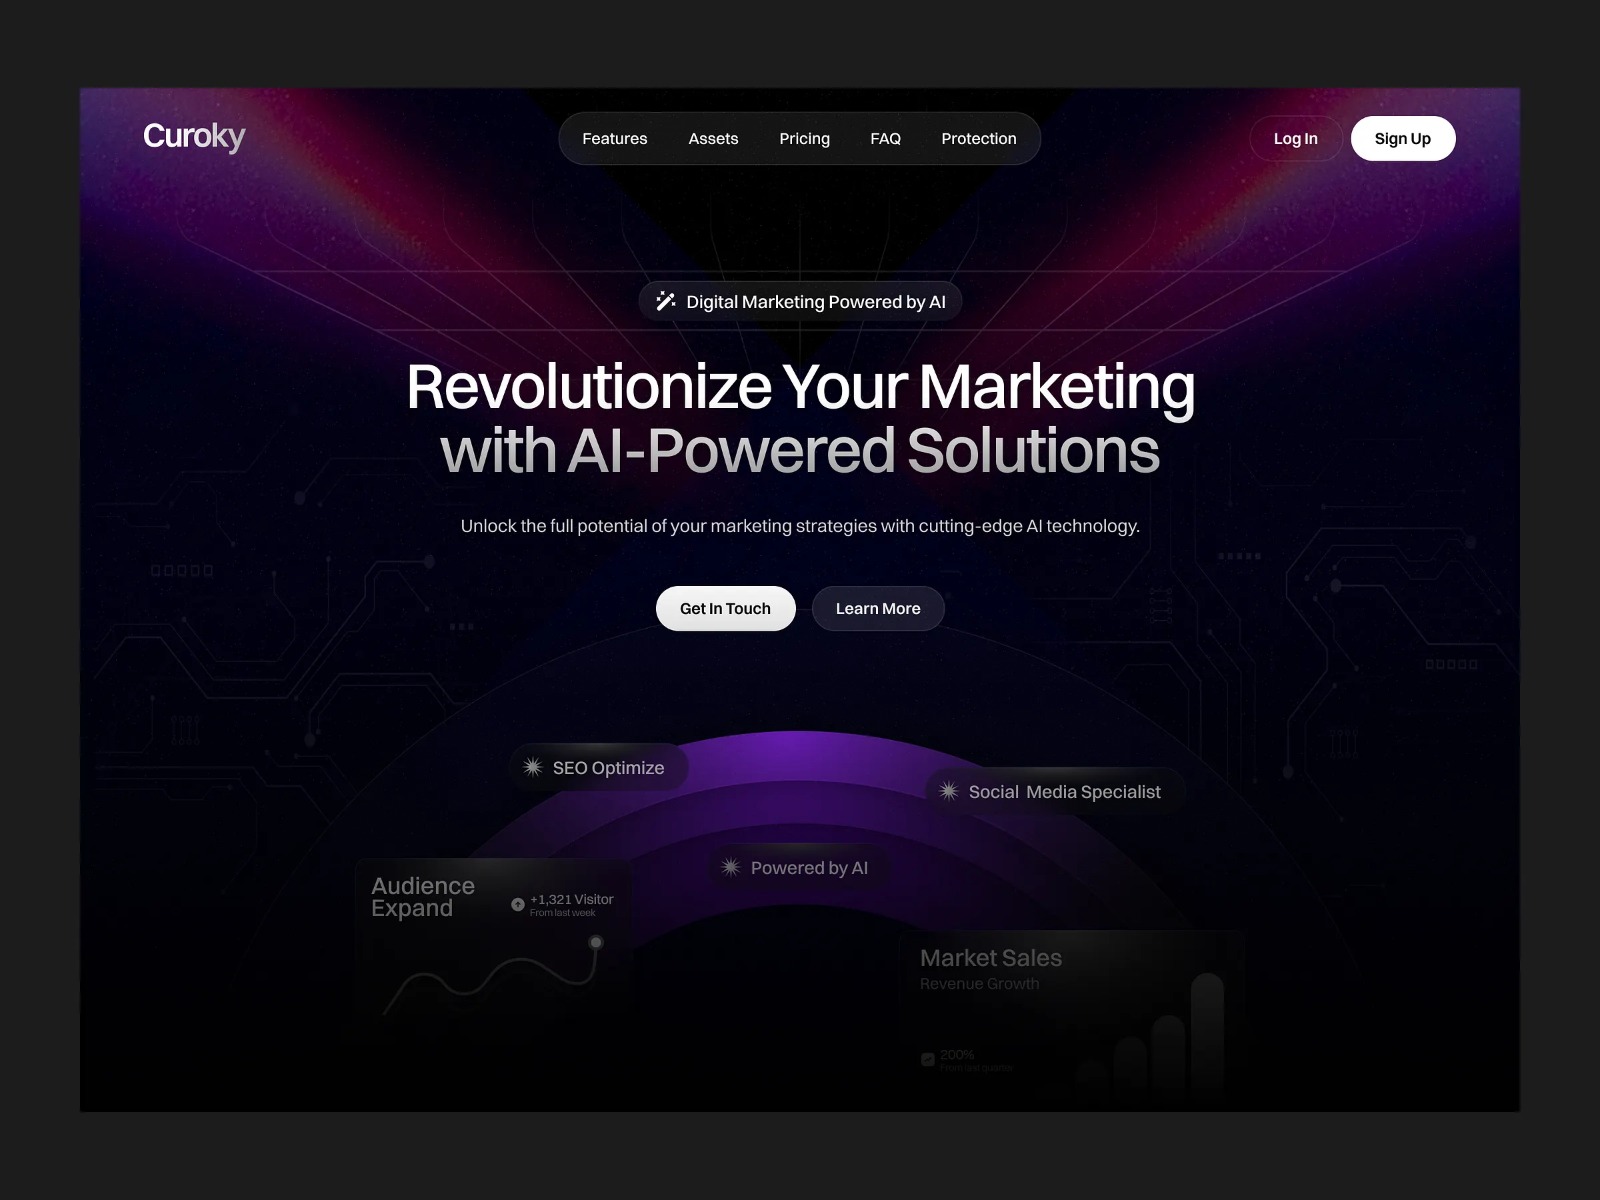 Curoky
Features Assets Pricing FAQ Protection
Log In Sign Up
Digital Marketing Powered by AI
Revolutionize Your Marketing
with AI-Powered Solutions
Unlock the full potential of your marketing strategies with cutting-edge AI technology.
Get In Touch Learn More
SEO Optimize
Social Media Specialist
Powered by AI
Audience
Expand
+1,321 Visitor
From last week
Market Sales
Revenue Growth
200%
From last quarter